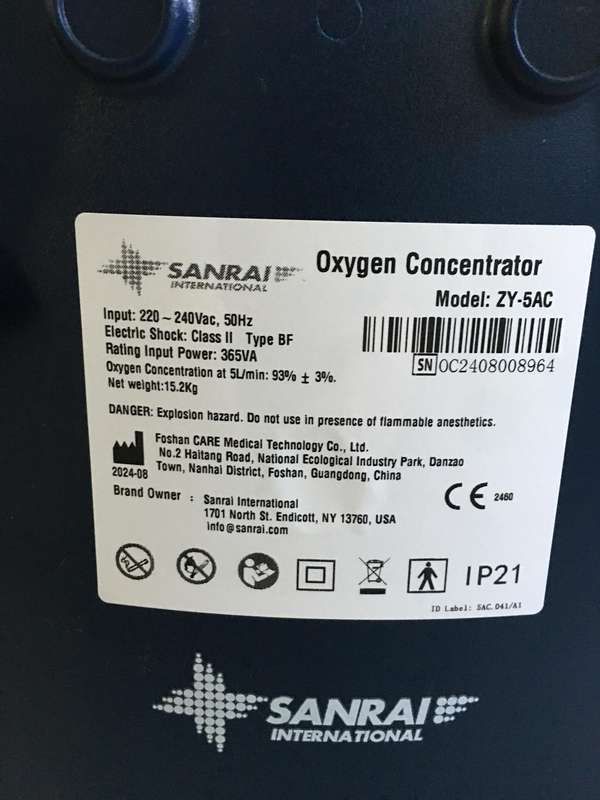 SANRAI
INTERNATIONAL
Oxygen Concentrator
Model: ZY-5AC
Input: 220 ~ 240Vac, 50Hz
Electric Shock: Class II Type BF
Rating Input Power: 365VA
Oxygen Concentration at 5L/min: 93% ± 3%.
Net weight:15.2Kg
SN OC2408008964
DANGER: Explosion hazard. Do not use in presence of flammable anesthetics.
Foshan CARE Medical Technology Co., Ltd.
No.2 Haitang Road, National Ecological Industry Park, Danzao
Town, Nanhai District, Foshan, Guangdong, China
2024-08
Brand Owner : Sanrai International
1701 North St. Endicott, NY 13760, USA
info@sanrai.com
CE 2460
IP21
ID Label: 5AC.041/A1
SANRAI
INTERNATIONAL